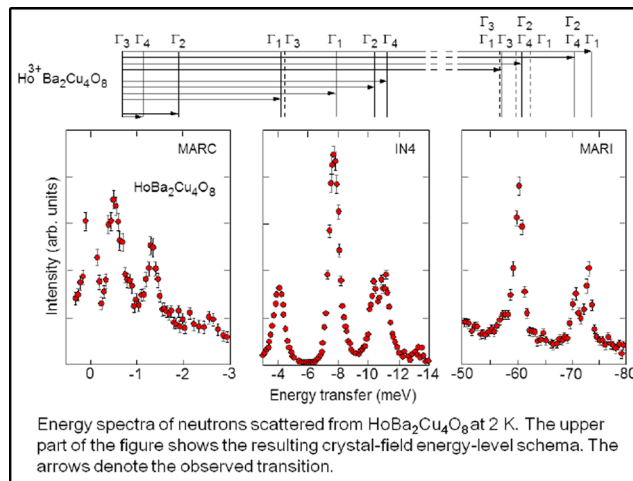 Γ3 Γ2 Γ2
Γ3 Γ4 Γ2 Γ1 Γ3 Γ1 Γ2 Γ4 Γ1 Γ3 Γ4 Γ1 Γ4 Γ1
Ho3+Ba2Cu4O8
MARC IN4 MARI
HoBa2Cu4O8
Intensity (arb. units)
0 -1 -2 -3 -4 -6 -8 -10 -12 -14 -50 -60 -70 -80
Energy transfer (meV)
Energy spectra of neutrons scattered from HoBa2Cu4O8 at 2 K. The upper
part of the figure shows the resulting crystal-field energy-level schema. The
arrows denote the observed transition.